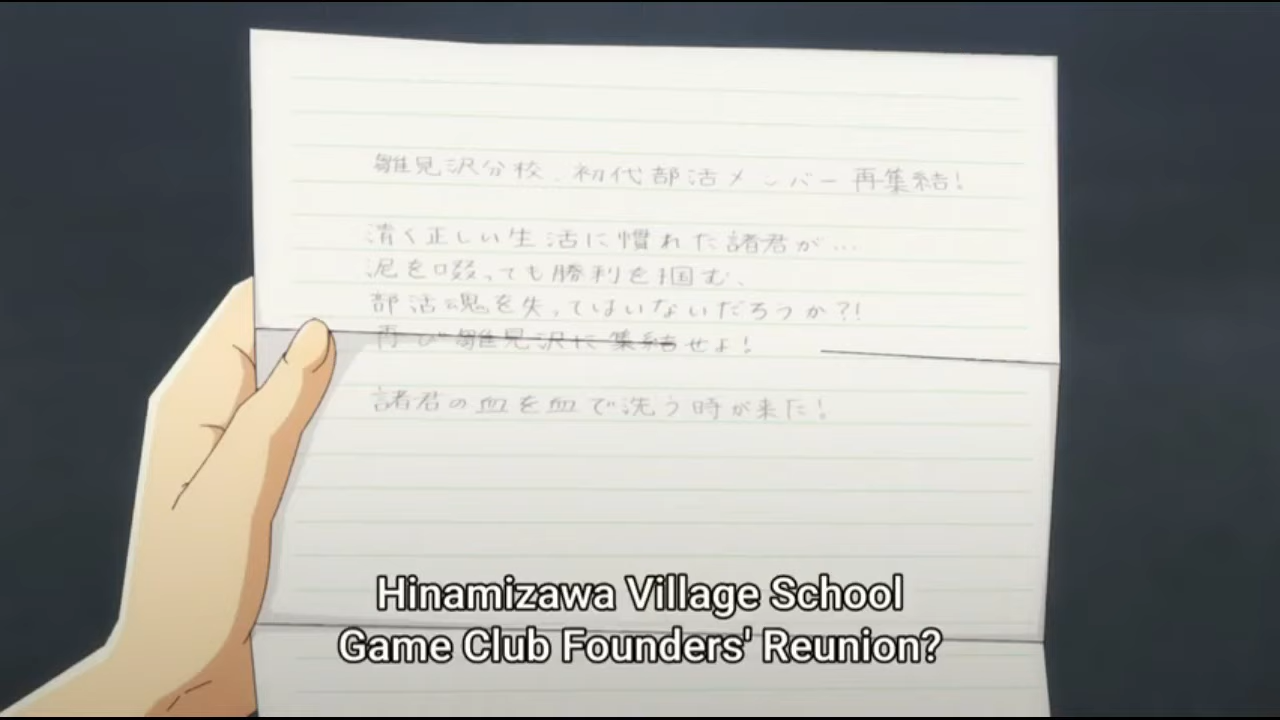 雛見沢分校、初代部活メンバー再集結!
清く正しい生活に慣れた諸君が…
泥を啜っても勝利を掴む、
部活魂を失ってはいないだろうか?!
再び雛見沢に集結せよ!
諸君の血を血で洗う時が来た!
Hinamizawa Village School
Game Club Founders' Reunion?